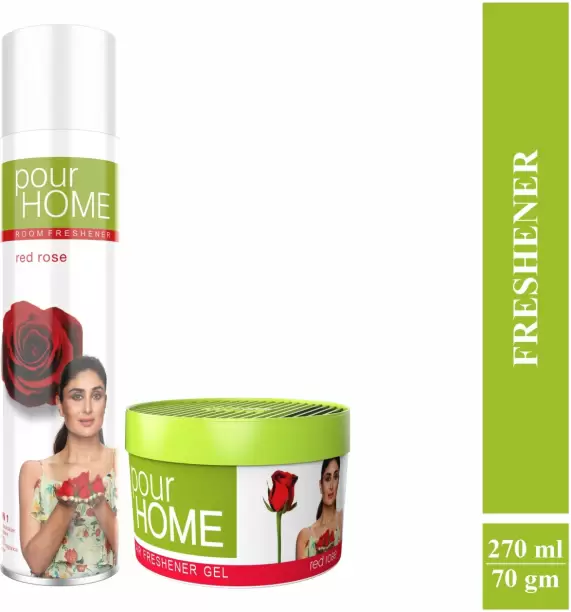 pour
HOME
ROOM FRESHENER
red rose
pour
HOME
FRESHENER GEL
red rose
FRESHENER
270 ml
70 gm